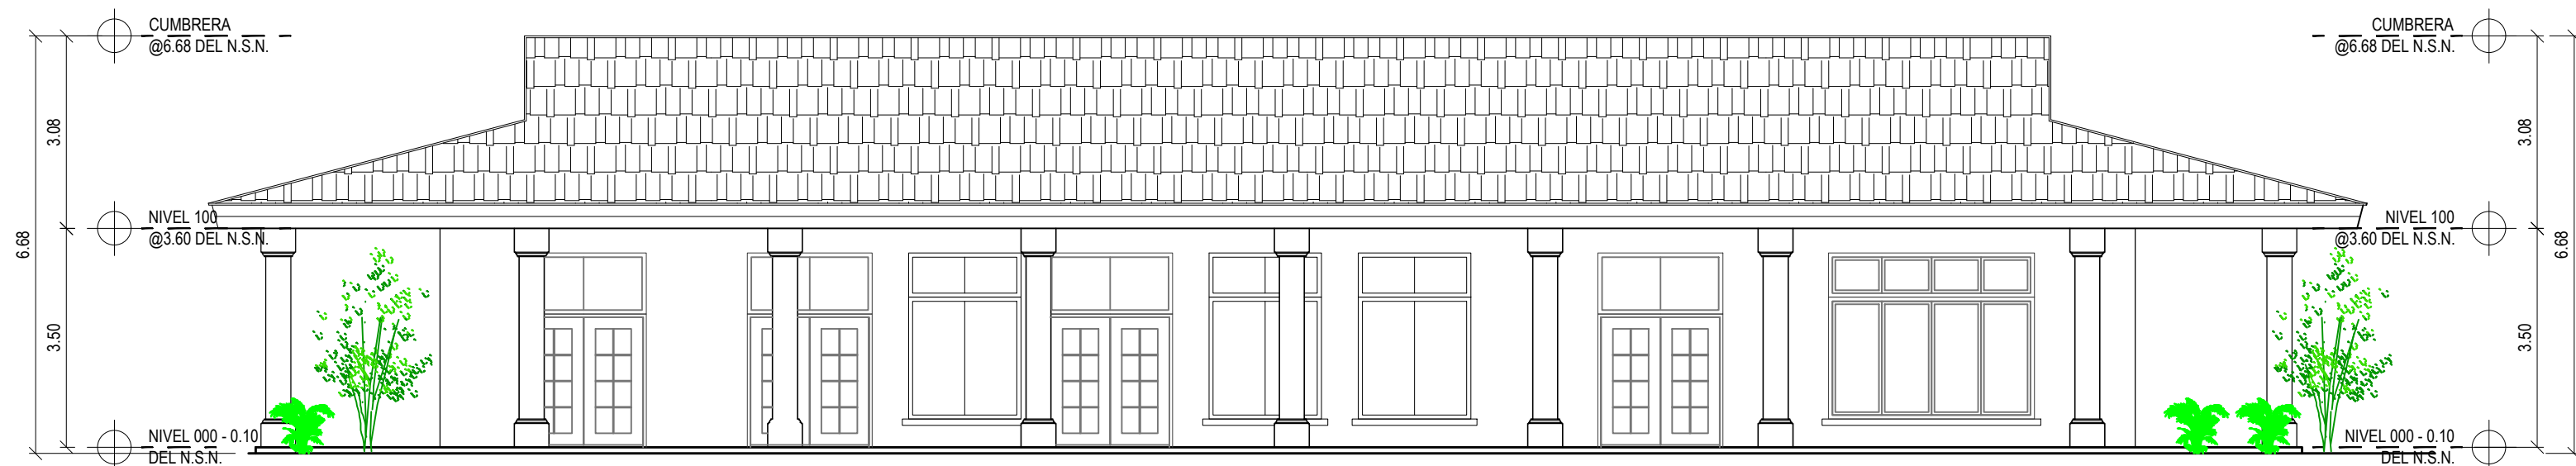 CUMBRERA
@6.68 DEL N.S.N.
3.08
NIVEL 100
@3.60 DEL N.S.N.
6.68
3.50
NIVEL 000 - 0.10
DEL N.S.N.
CUMBRERA
@6.68 DEL N.S.N.
3.08
NIVEL 100
@3.60 DEL N.S.N.
6.68
3.50
NIVEL 000 - 0.10
DEL N.S.N.